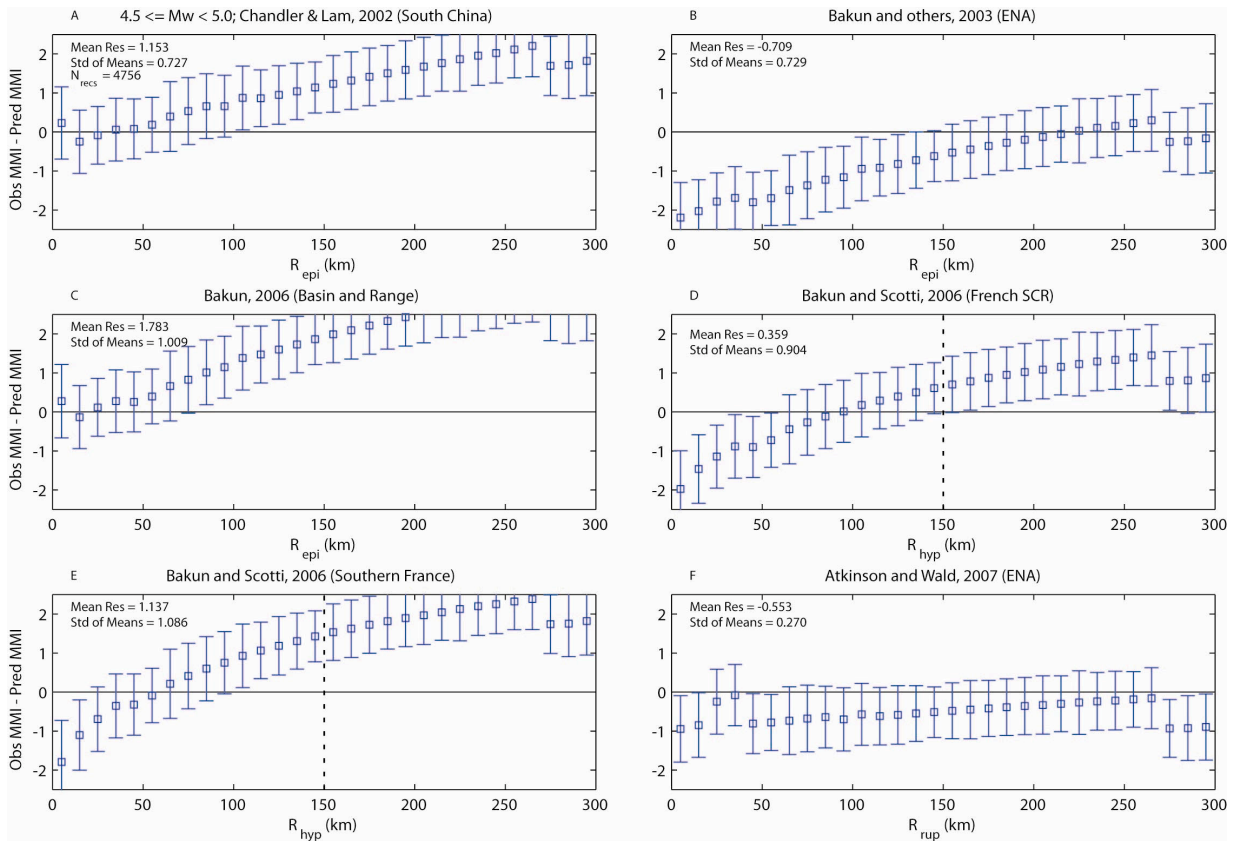 A 4.5 <= Mw < 5.0; Chandler & Lam, 2002 (South China)
Mean Res = 1.153
Std of Means = 0.727
N recs = 4756
Obs MMI - Pred MMI
2
1
0
-1
-2
0 50 100 150 200 250 300
R epi (km)
B Bakun and others, 2003 (ENA)
Mean Res = -0.709
Std of Means = 0.729
2
1
0
-1
-2
0 50 100 150 200 250 300
R epi (km)
C Bakun, 2006 (Basin and Range)
Mean Res = 1.783
Std of Means = 1.009
Obs MMI - Pred MMI
2
1
0
-1
-2
0 50 100 150 200 250 300
R epi (km)
D Bakun and Scotti, 2006 (French SCR)
Mean Res = 0.359
Std of Means = 0.904
2
1
0
-1
-2
0 50 100 150 200 250 300
R hyp (km)
E Bakun and Scotti, 2006 (Southern France)
Mean Res = 1.137
Std of Means = 1.086
Obs MMI - Pred MMI
2
1
0
-1
-2
0 50 100 150 200 250 300
R hyp (km)
F Atkinson and Wald, 2007 (ENA)
Mean Res = -0.553
Std of Means = 0.270
2
1
0
-1
-2
0 50 100 150 200 250 300
R rup (km)